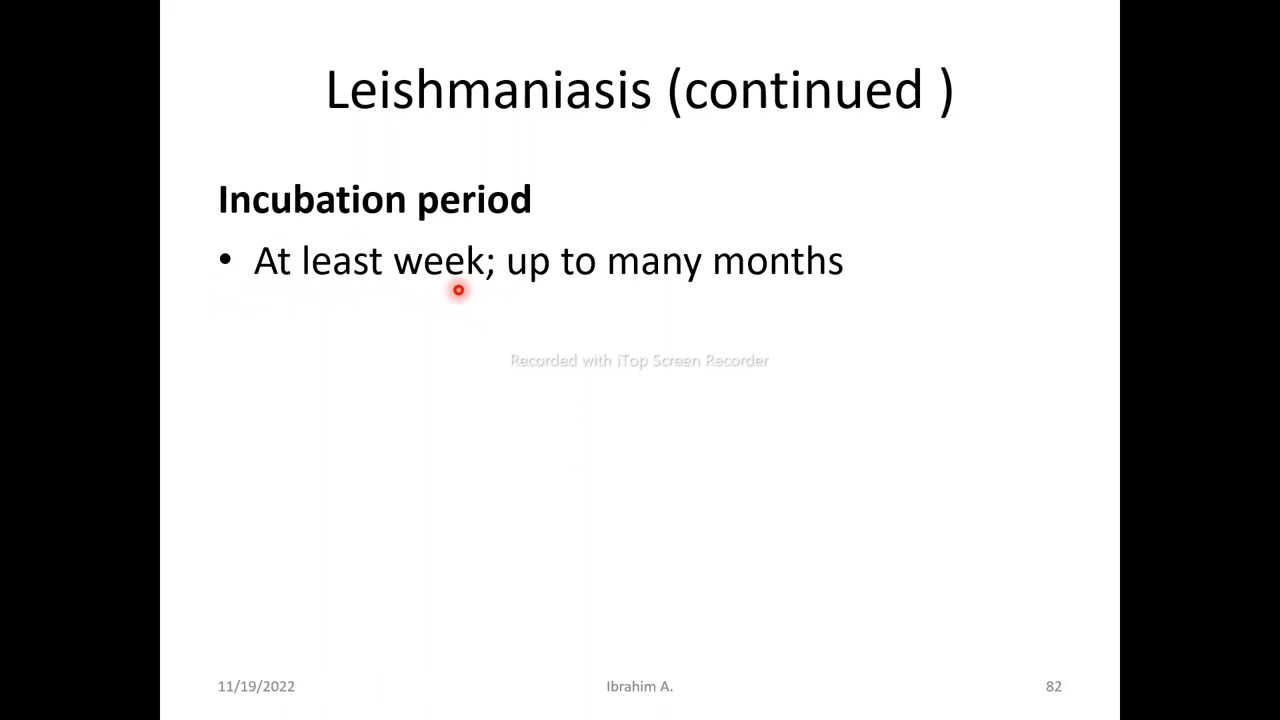 Leishmaniasis (continued )
Incubation period
• At least week; up to many months
Recorded with iTop Screen Recorder
11/19/2022 Ibrahim A. 82